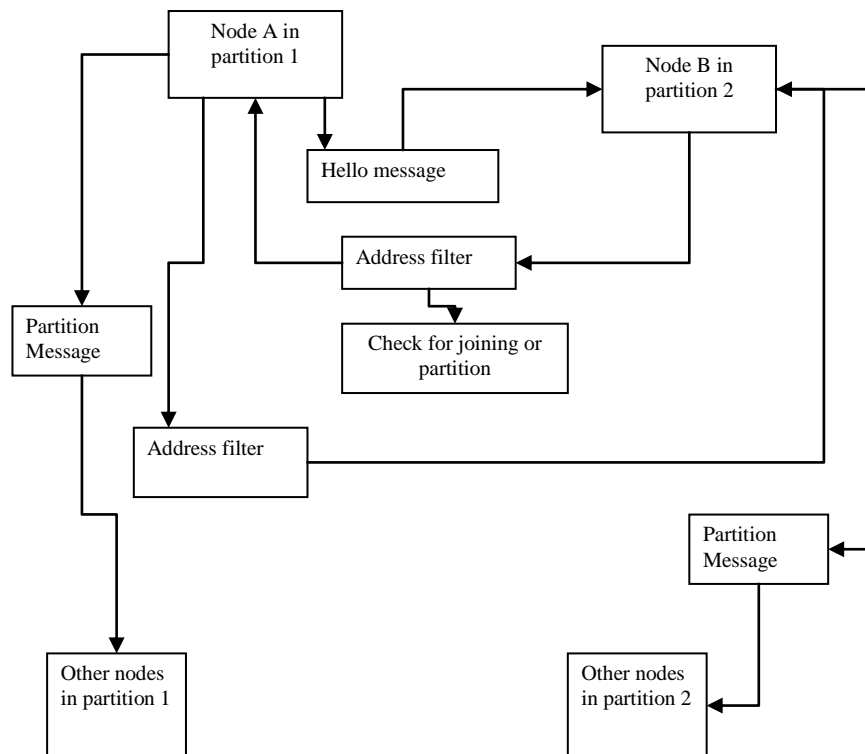 Node A in
partition 1
Node B in
partition 2
Hello message
Address filter
Partition
Message
Check for joining or
partition
Address filter
Partition
Message
Other nodes
in partition 1
Other nodes
in partition 2